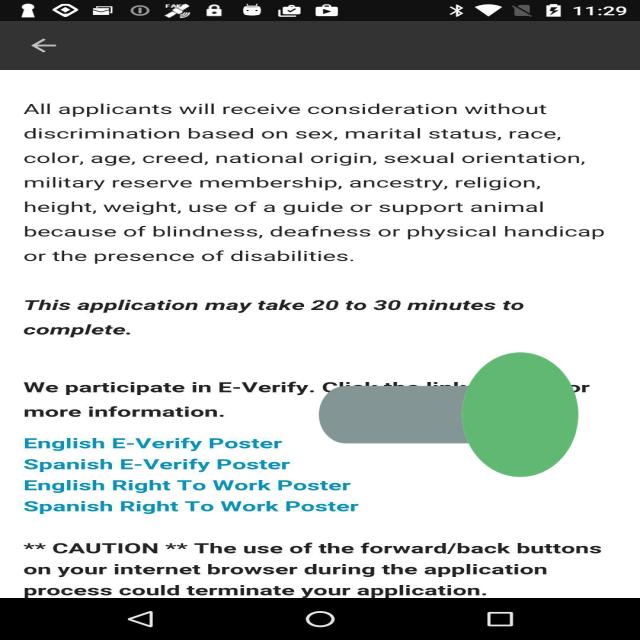 11:29
All applicants will receive consideration without
discrimination based on sex, marital status, race,
color, age, creed, national origin, sexual orientation,
military reserve membership, ancestry, religion,
height, weight, use of a guide or support animal
because of blindness, deafness or physical handicap
or the presence of disabilities.
This application may take 20 to 30 minutes to
complete.
We participate in E-Verify. Click the
more information.
English E-Verify Poster
Spanish E-Verify Poster
English Right To Work Poster
Spanish Right To Work Poster
** CAUTION ** The use of the forward/back buttons
on your internet browser during the application
process could terminate your application.